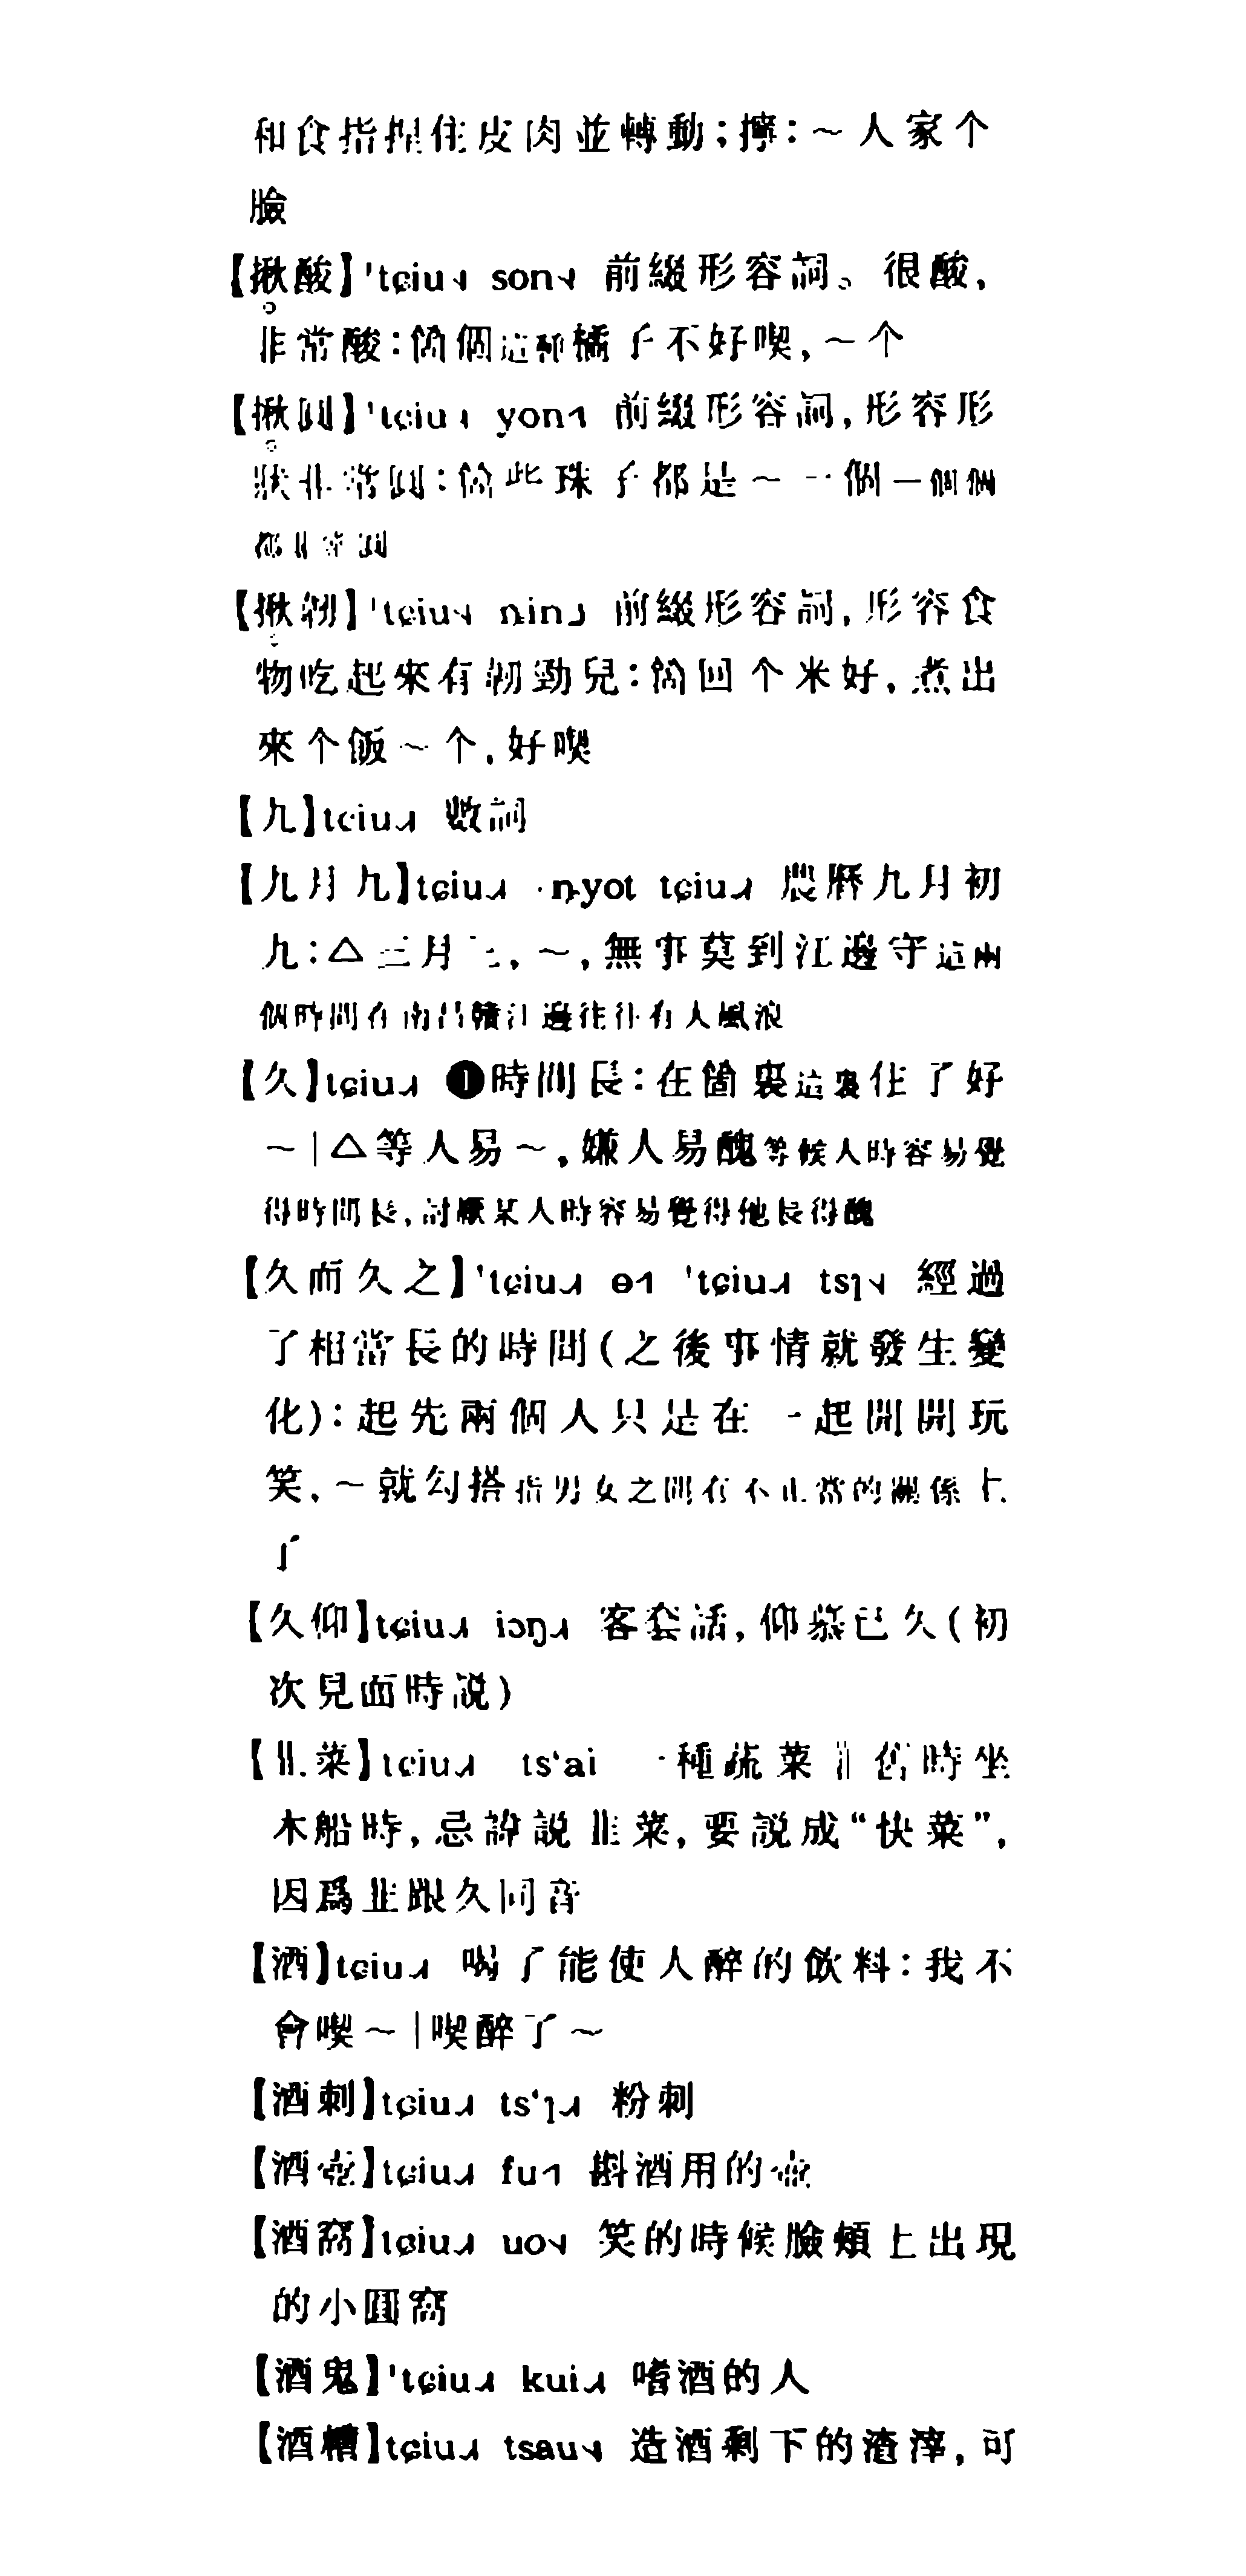 和食指捏住皮肉並轉動；擰：～人家个
臉
【揪酸】ˈtɕiu˨ son˨ 前綴形容詞。很酸，
非常酸：箇個這種橘子不好喫，～个
【揪圓】ˈtɕiu˨ yon˦ 前綴形容詞，形容形
狀非常圓：箇些珠子都是～一個一個個
都非常圓
【揪韌】ˈtɕiu˨ ȵin˩ 前綴形容詞，形容食
物吃起來有韌勁兒：箇回个米好，煮出
來个飯～个，好喫
【九】tɕiu˩ 數詞
【九月九】tɕiu˩ ·ȵyot tɕiu˩ 農曆九月初
九：△三月三，～，無事莫到江邊守這兩
個時間在南昌贛江邊往往有大風浪
【久】tɕiu˩ ❶時間長：在箇裏這裏住了好
～｜△等人易～，嫌人易醜等候人時容易覺
得時間長，討厭某人時容易覺得他長得醜
【久而久之】ˈtɕiu˩ ɵ˦ ˈtɕiu˩ tsɿ˨ 經過
了相當長的時間（之後事情就發生變
化）：起先兩個人只是在一起開開玩
笑，～就勾搭指男女之間有不正當的關係上
了
【久仰】tɕiu˩ iɔŋ˩ 客套話，仰慕已久（初
次見面時説）
【韭菜】tɕiu˩ tsʻai 一種蔬菜‖舊時坐
木船時，忌諱説韭菜，要説成“快菜”，
因爲韭跟久同音
【酒】tɕiu˩ 喝了能使人醉的飲料：我不
會喫～｜喫醉了～
【酒刺】tɕiu˩ tsʻɿ˩ 粉刺
【酒壺】tɕiu˩ fu˦ 斟酒用的壺
【酒窩】tɕiu˩ uo˨ 笑的時候臉頰上出現
的小圓窩
【酒鬼】ˈtɕiu˩ kui˩ 嗜酒的人
【酒糟】tɕiu˩ tsau˨ 造酒剩下的渣滓，可